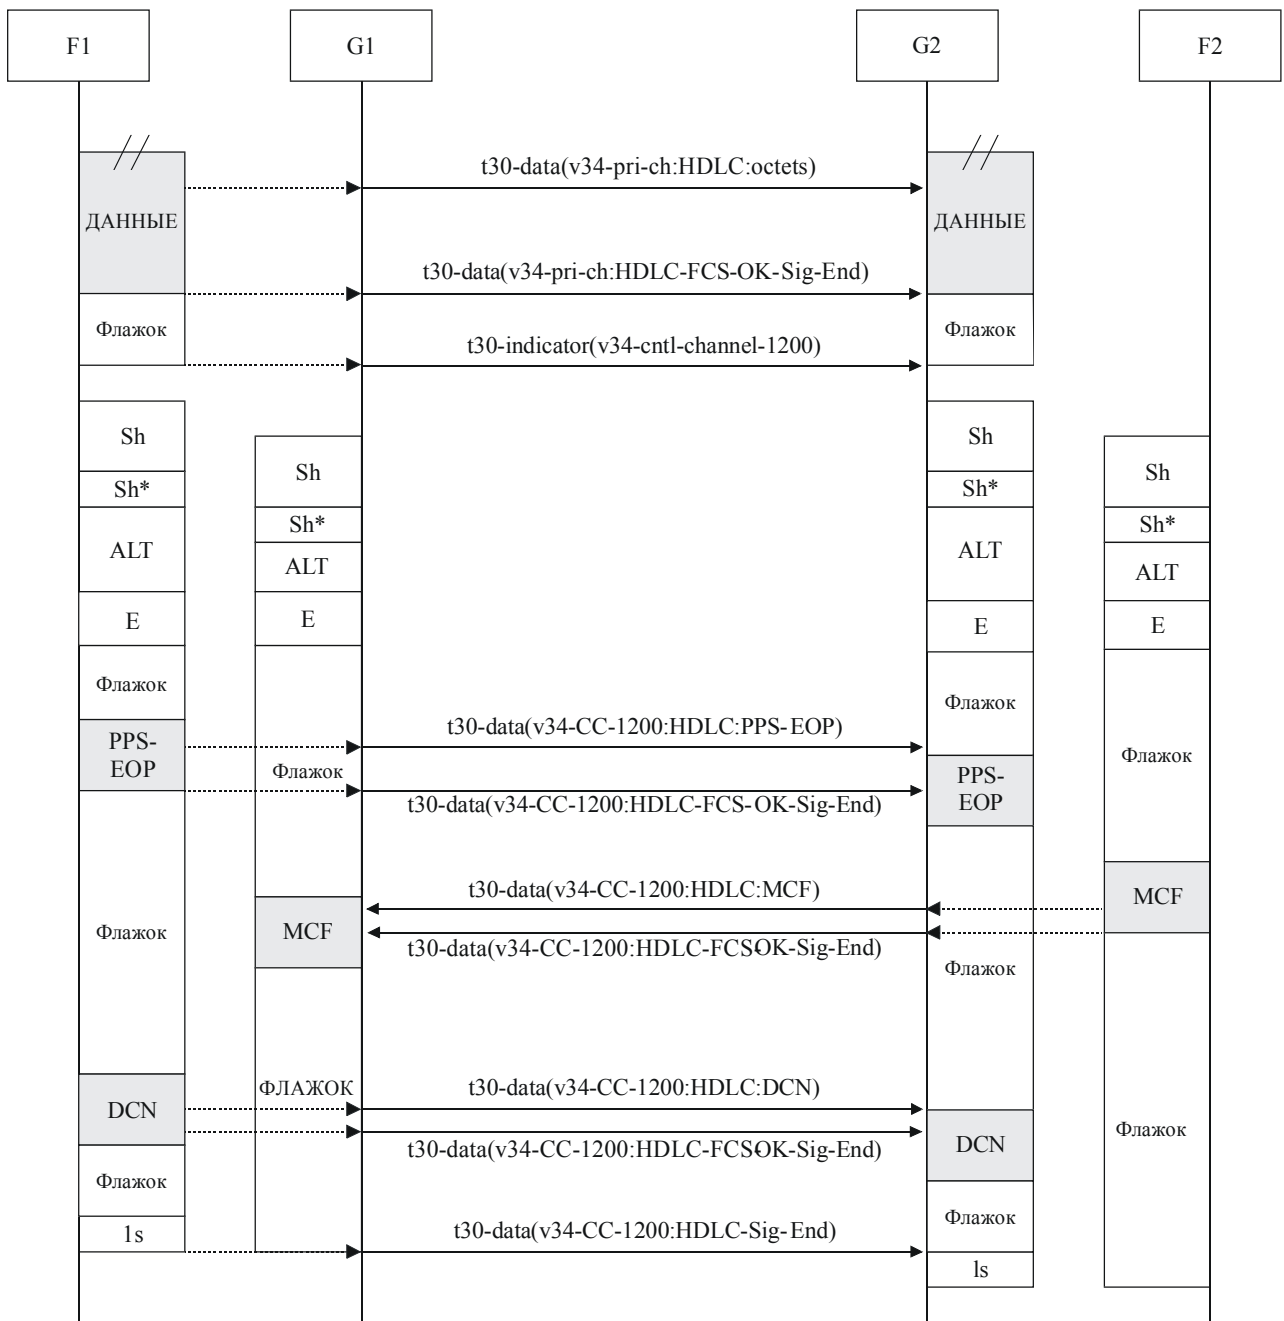 F1
G1
G2
F2
t30-data(v34-pri-ch:HDLC:octets)
ДАННЫЕ
ДАННЫЕ
t30-data(v34-pri-ch:HDLC-FCS-OK-Sig-End)
Флажок
Флажок
t30-indicator(v34-cntl-channel-1200)
Sh
Sh
Sh
Sh
Sh*
Sh*
Sh*
Sh*
ALT
ALT
ALT
ALT
E
E
E
E
Флажок
Флажок
t30-data(v34-CC-1200:HDLC:PPS-EOP)
PPS-
EOP
Флажок
Флажок
PPS-
EOP
t30-data(v34-CC-1200:HDLC-FCS-OK-Sig-End)
t30-data(v34-CC-1200:HDLC:MCF)
MCF
Флажок
MCF
t30-data(v34-CC-1200:HDLC-FCSOK-Sig-End)
Флажок
ФЛАЖОК
t30-data(v34-CC-1200:HDLC:DCN)
DCN
Флажок
t30-data(v34-CC-1200:HDLC-FCSOK-Sig-End)
DCN
Флажок
Флажок
1s
t30-data(v34-CC-1200:HDLC-Sig-End)
ls